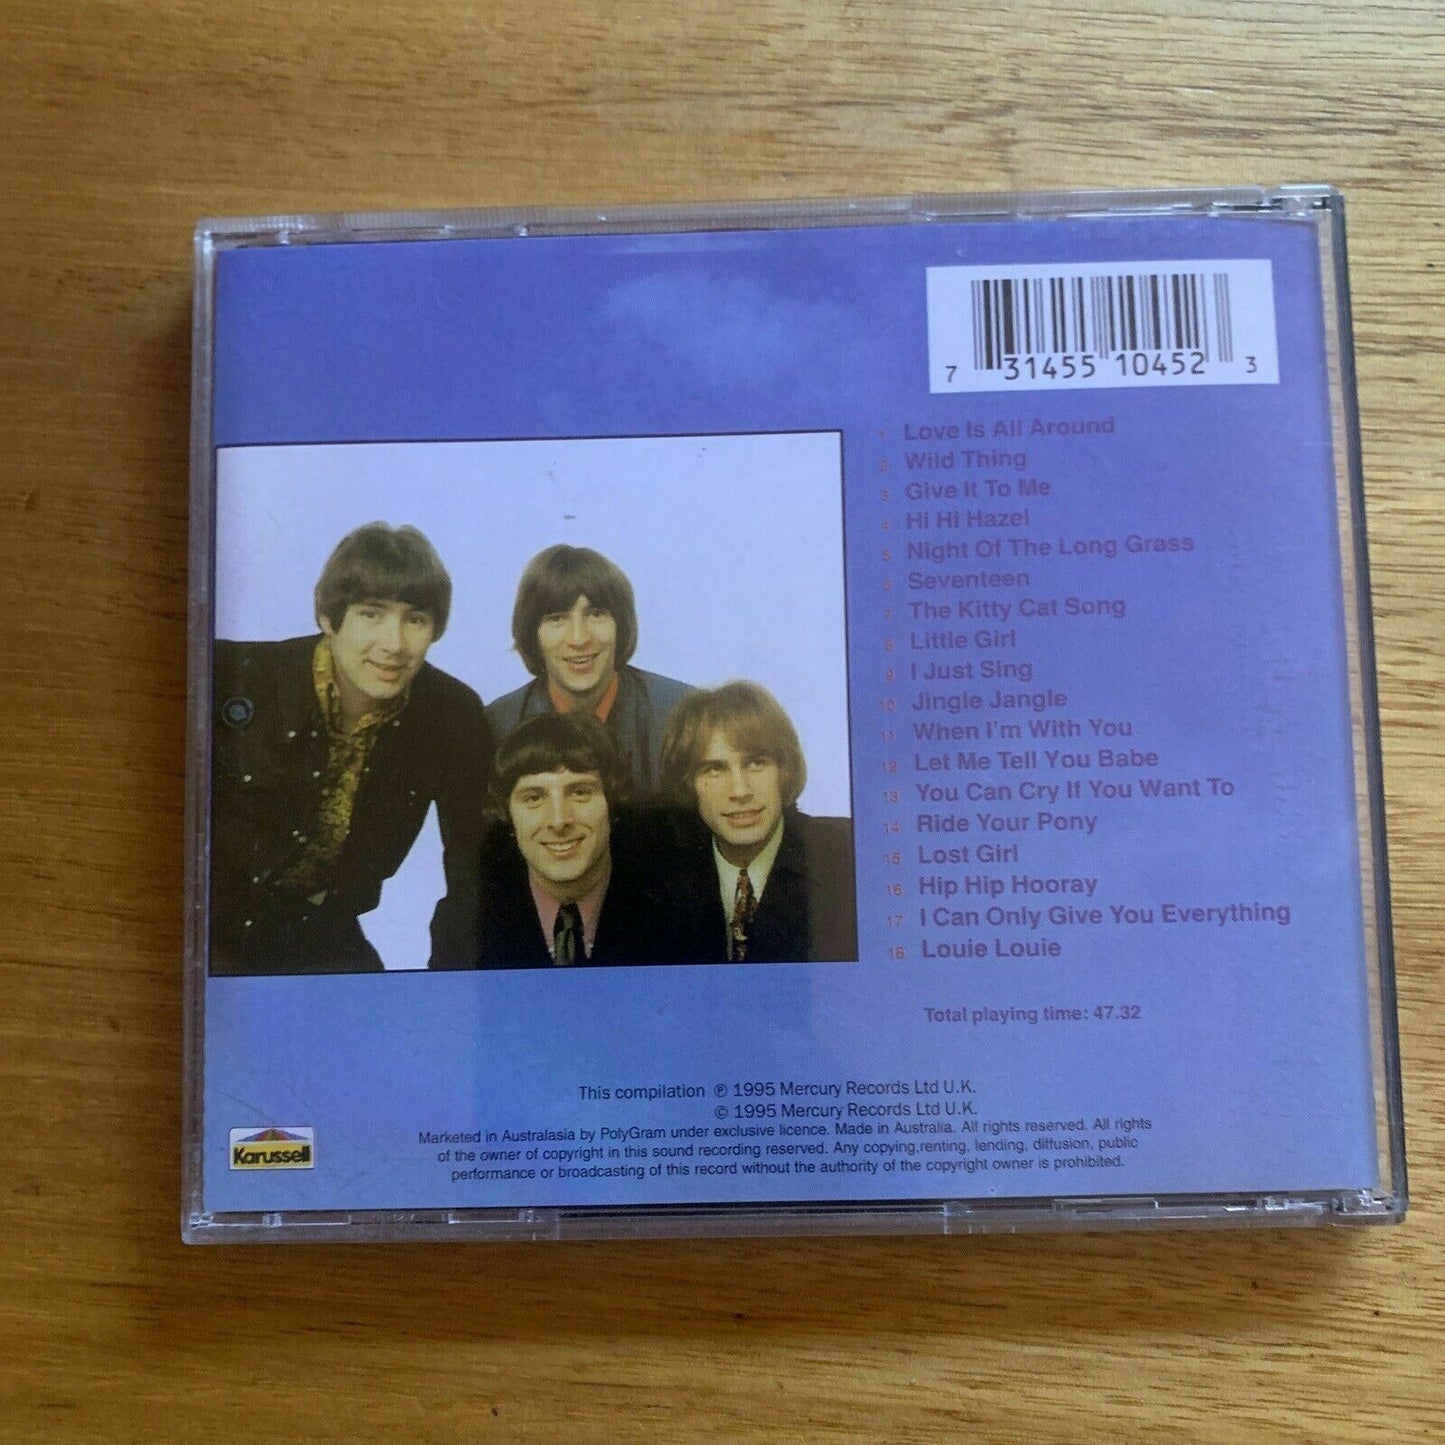 7 31455 10452 3
1 Love Is All Around
2 Wild Thing
3 Give It To Me
4 Hi Hi Hazel
5 Night Of The Long Grass
6 Seventeen
7 The Kitty Cat Song
8 Little Girl
9 I Just Sing
10 Jingle Jangle
11 When I'm With You
12 Let Me Tell You Babe
13 You Can Cry If You Want To
14 Ride Your Pony
15 Lost Girl
16 Hip Hip Hooray
17 I Can Only Give You Everything
18 Louie Louie
Total playing time: 47.32
This compilation ℗ 1995 Mercury Records Ltd U.K.
© 1995 Mercury Records Ltd U.K.
Marketed in Australasia by PolyGram under exclusive licence. Made in Australia. All rights reserved. All rights
of the owner of copyright in this sound recording reserved. Any copying,renting, lending, diffusion, public
performance or broadcasting of this record without the authority of the copyright owner is prohibited.
Karussell